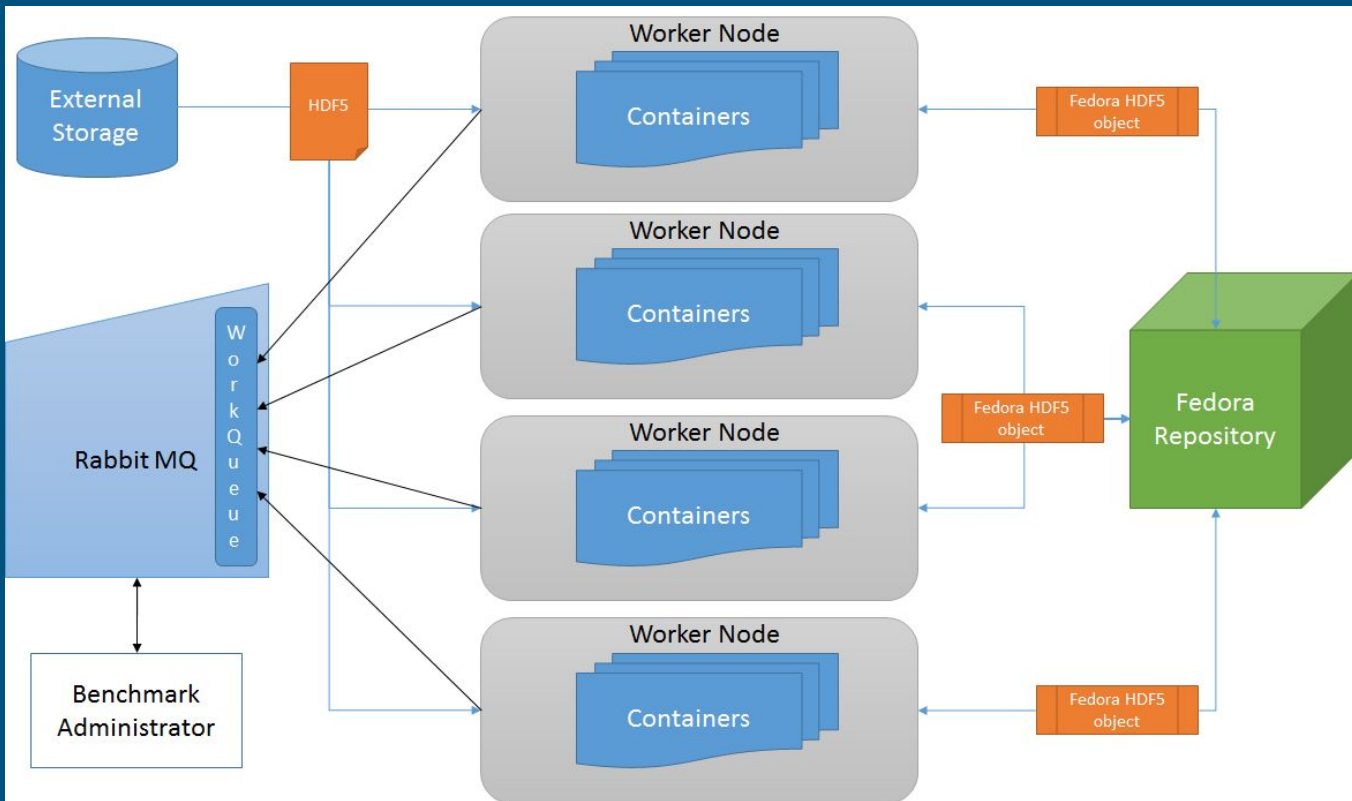 External
Storage
HDF5
Worker Node
Containers
Fedora HDF5
object
Worker Node
Containers
Rabbit MQ
WorkQueue
Fedora HDF5
object
Fedora
Repository
Worker Node
Containers
Benchmark
Administrator
Worker Node
Containers
Fedora HDF5
object